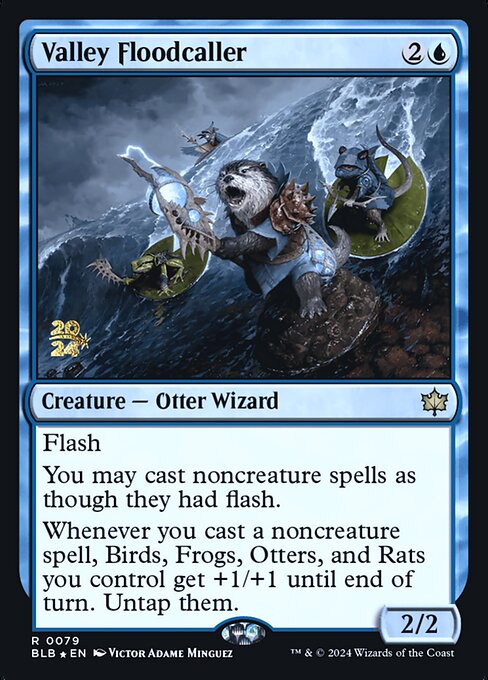 Valley Floodcaller 2
2024
Creature — Otter Wizard
Flash
You may cast noncreature spells as
though they had flash.
Whenever you cast a noncreature
spell, Birds, Frogs, Otters, and Rats
you control get +1/+1 until end of
turn. Untap them.
2/2
R 0079
BLB ★ EN Victor Adame Minguez
™ & © 2024 Wizards of the Coast